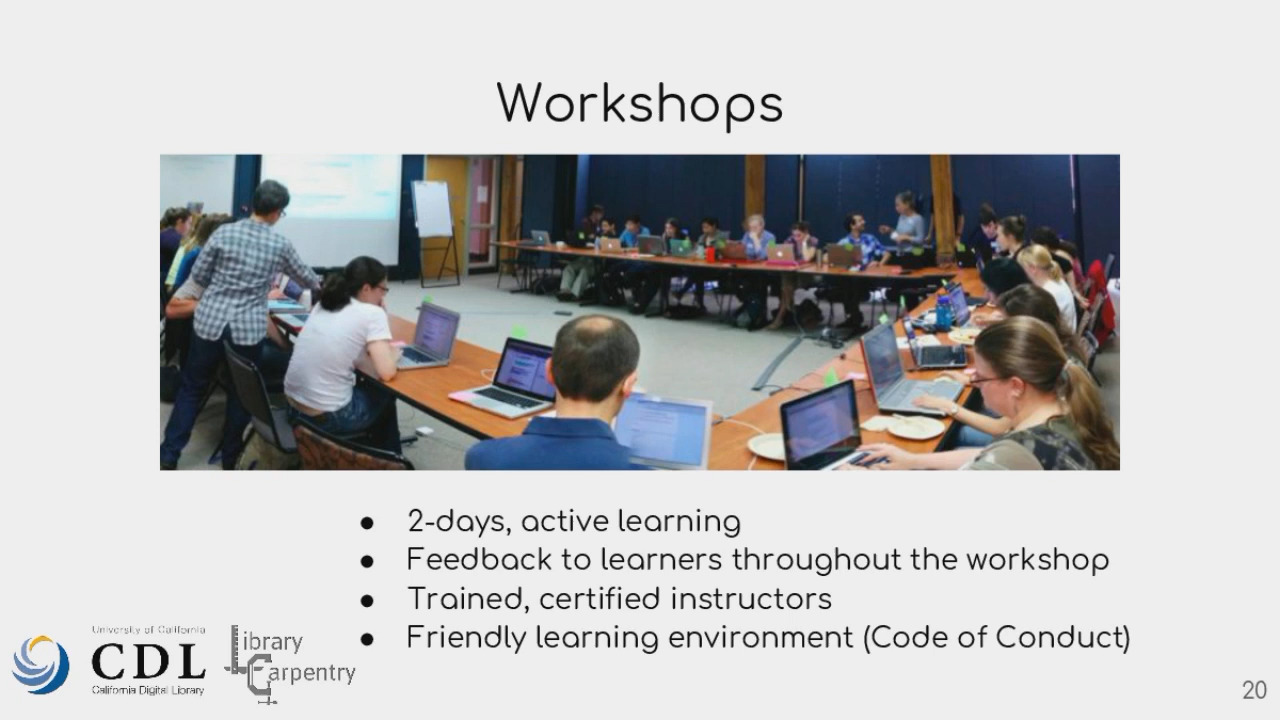 Workshops
● 2-days, active learning
● Feedback to learners throughout the workshop
● Trained, certified instructors
● Friendly learning environment (Code of Conduct)
University of California
CDL
California Digital Library
Library
Carpentry
20